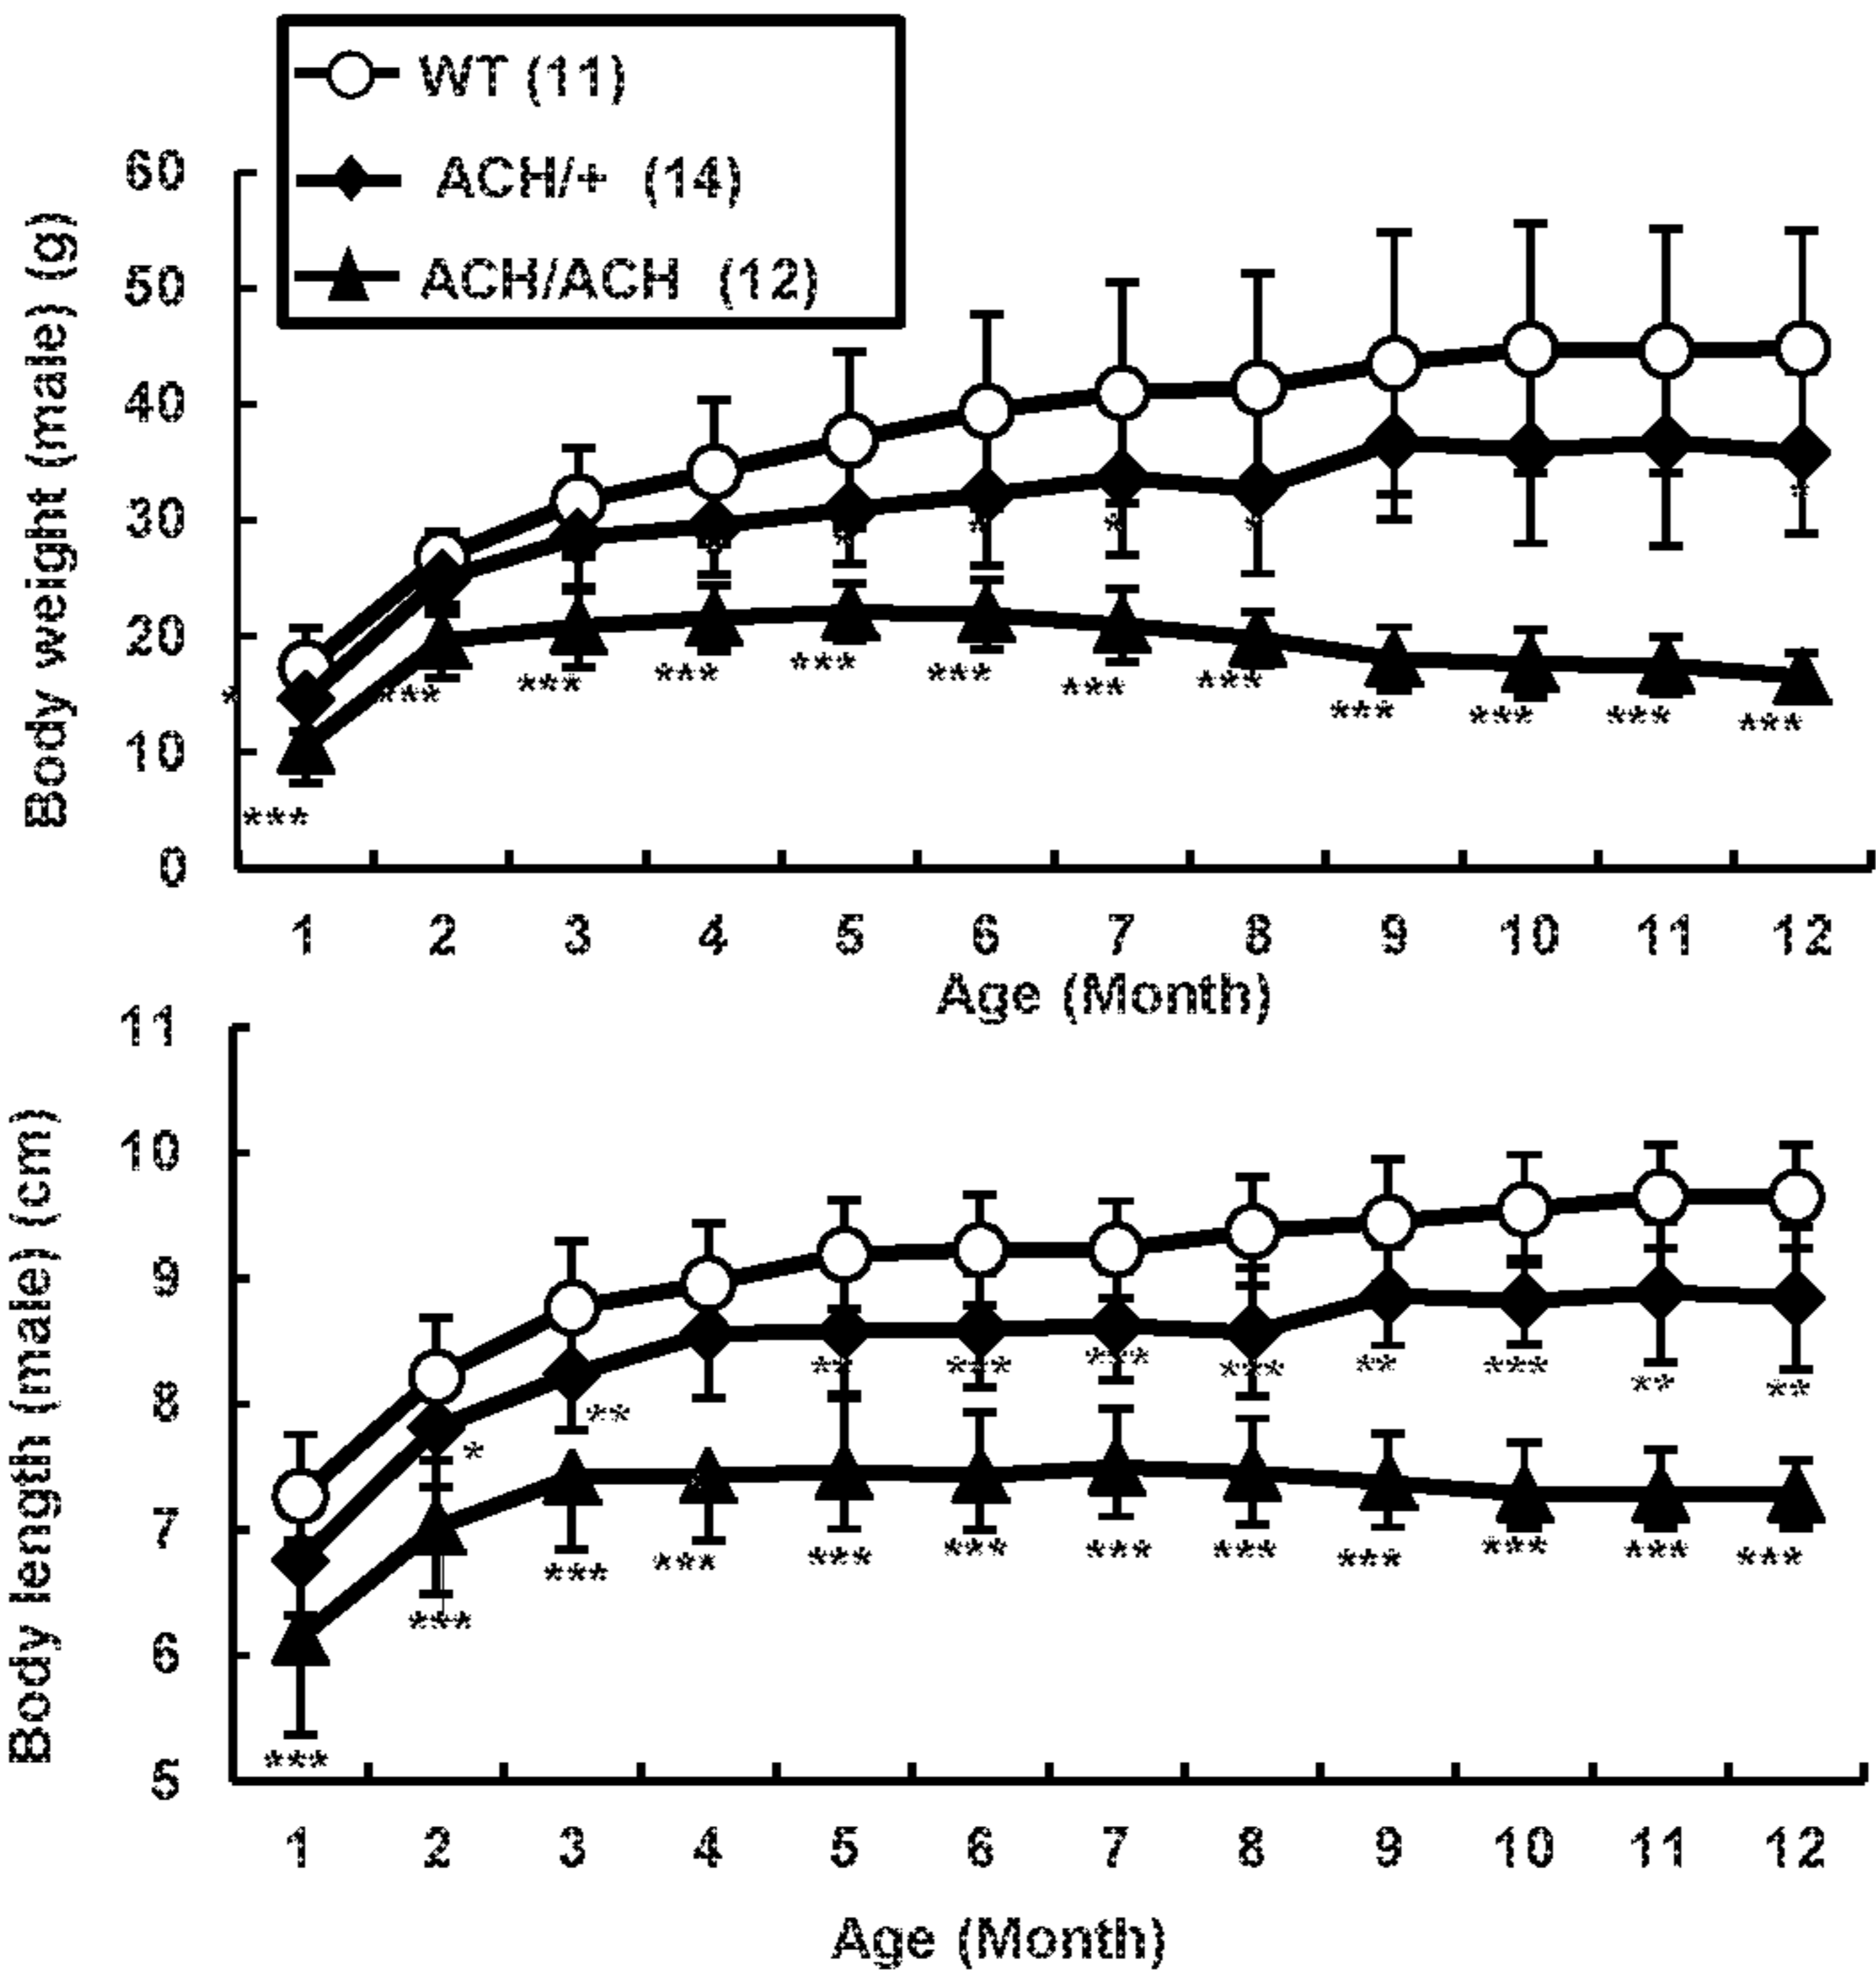 WT (11)
ACH/+ (14)
ACH/ACH (12)
Body weight (male) (g)
60
50
40
30
20
10
0
* *** *** *** *** *** *** *** *** *** *** ***
***
* * * * * *
1 2 3 4 5 6 7 8 9 10 11 12
Age (Month)
Body length (male) (cm)
11
10
9
8
7
6
5
* ** ** *** *** *** ** *** ** **
*** *** *** *** *** *** *** *** *** *** *** ***
1 2 3 4 5 6 7 8 9 10 11 12
Age (Month)